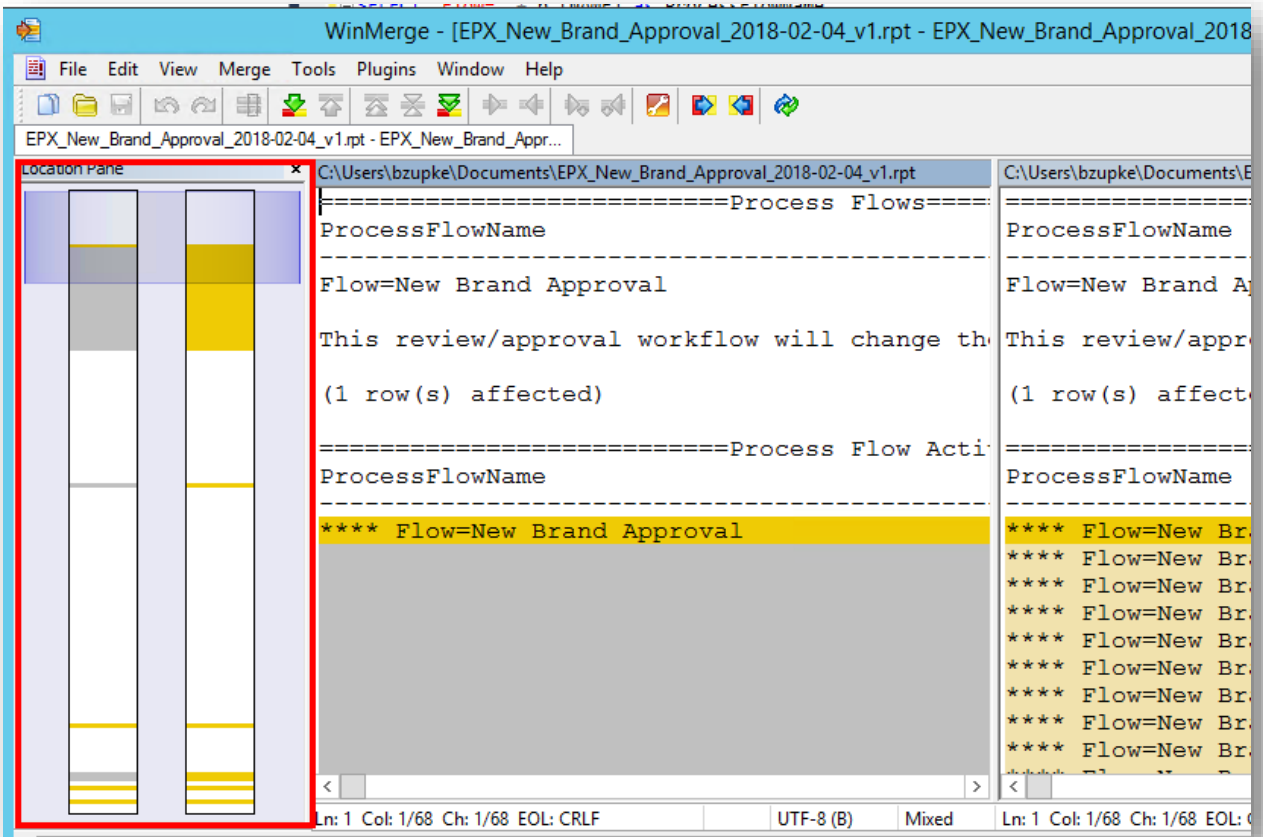 WinMerge - [EPX_New_Brand_Approval_2018-02-04_v1.rpt - EPX_New_Brand_Approval_2018
File Edit View Merge Tools Plugins Window Help
EPX_New_Brand_Approval_2018-02-04_v1.rpt - EPX_New_Brand_Appr...
Location Pane x
C:\Users\bzupke\Documents\EPX_New_Brand_Approval_2018-02-04_v1.rpt
===========================Process Flows====
ProcessFlowName
--------------------------------------------
Flow=New Brand Approval
This review/approval workflow will change the
(1 row(s) affected)
===========================Process Flow Acti
ProcessFlowName
--------------------------------------------
**** Flow=New Brand Approval
C:\Users\bzupke\Documents\E
================
ProcessFlowName
----------------
Flow=New Brand A
This review/appr
(1 row(s) affect
================
ProcessFlowName
----------------
**** Flow=New Br
**** Flow=New Br
**** Flow=New Br
**** Flow=New Br
**** Flow=New Br
**** Flow=New Br
**** Flow=New Br
**** Flow=New Br
**** Flow=New Br
Ln: 1 Col: 1/68 Ch: 1/68 EOL: CRLF UTF-8 (B) Mixed
Ln: 1 Col: 1/68 Ch: 1/68 EOL: